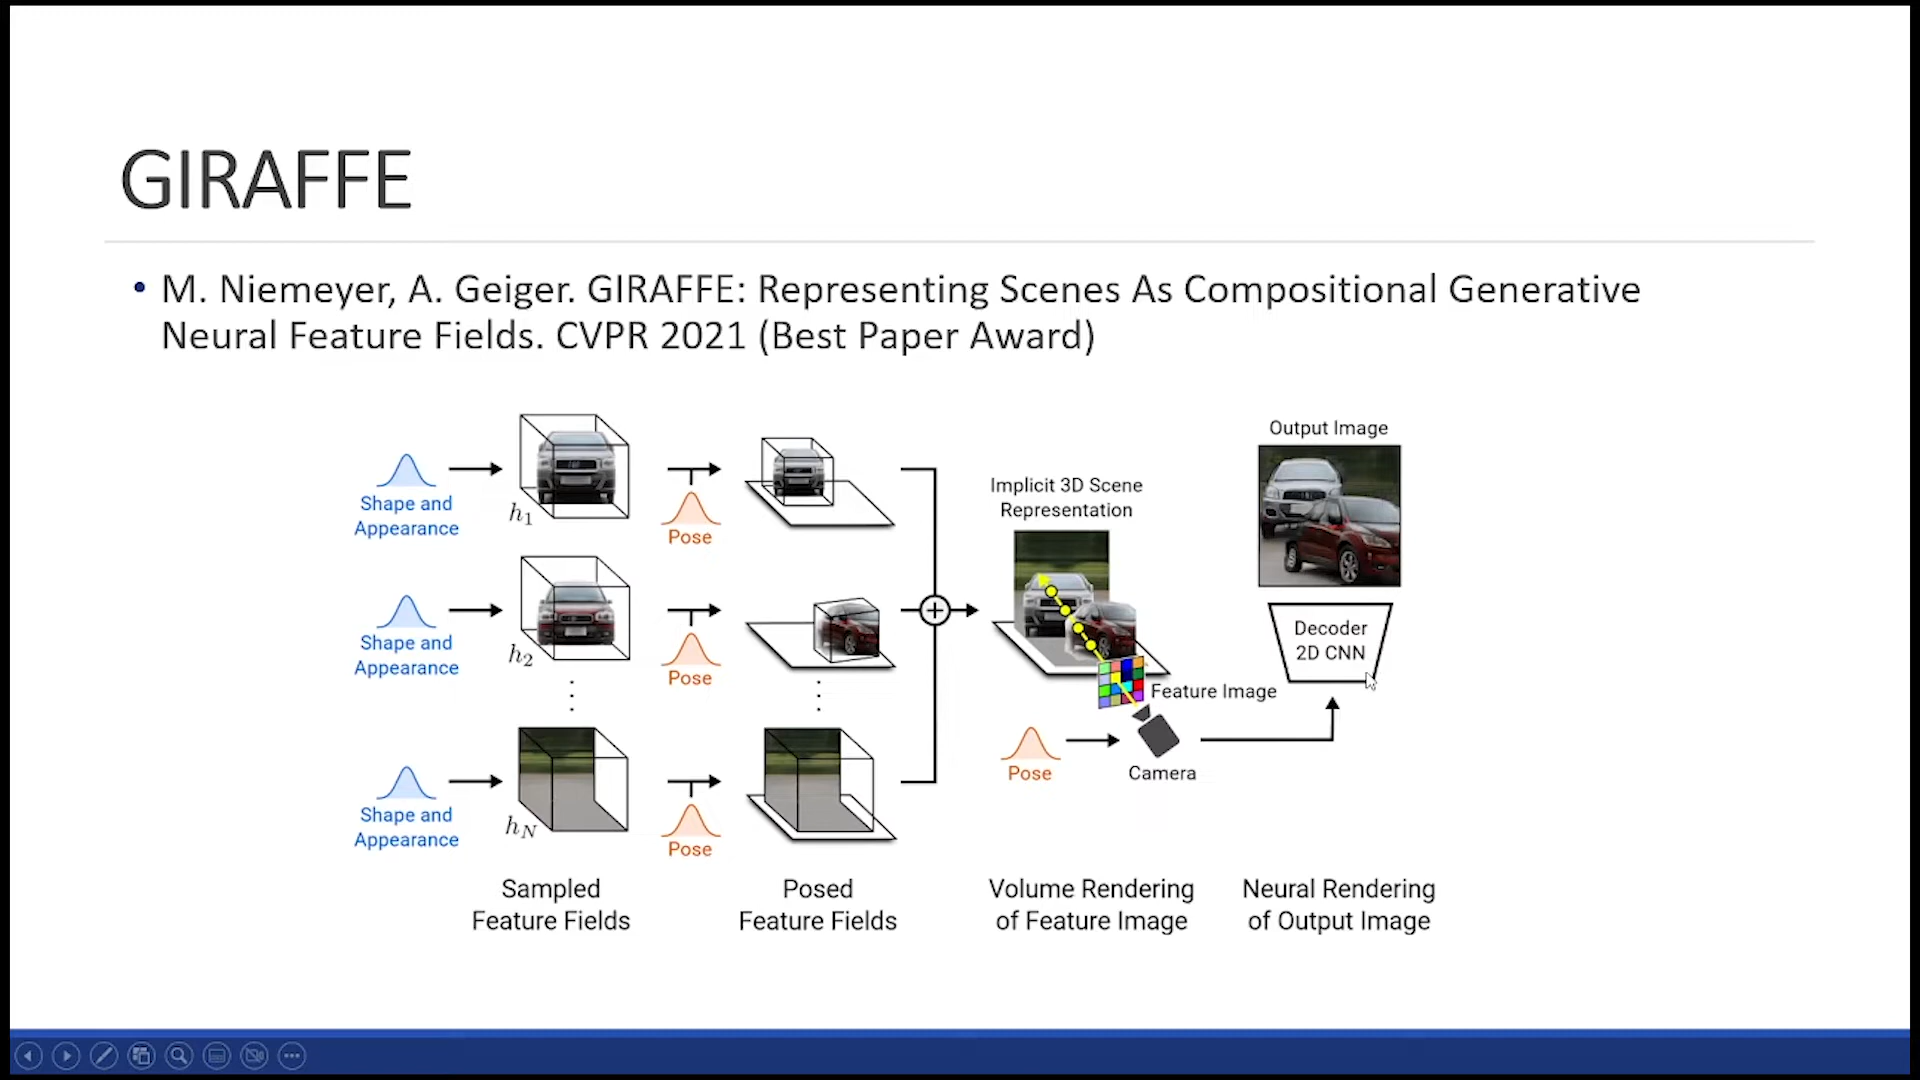 GIRAFFE
• M. Niemeyer, A. Geiger. GIRAFFE: Representing Scenes As Compositional Generative
Neural Feature Fields. CVPR 2021 (Best Paper Award)
Shape and
Appearance
h1
Pose
Shape and
Appearance
h2
Pose
Shape and
Appearance
hN
Pose
Implicit 3D Scene
Representation
Feature Image
Pose
Camera
Output Image
Decoder
2D CNN
Sampled
Feature Fields
Posed
Feature Fields
Volume Rendering
of Feature Image
Neural Rendering
of Output Image